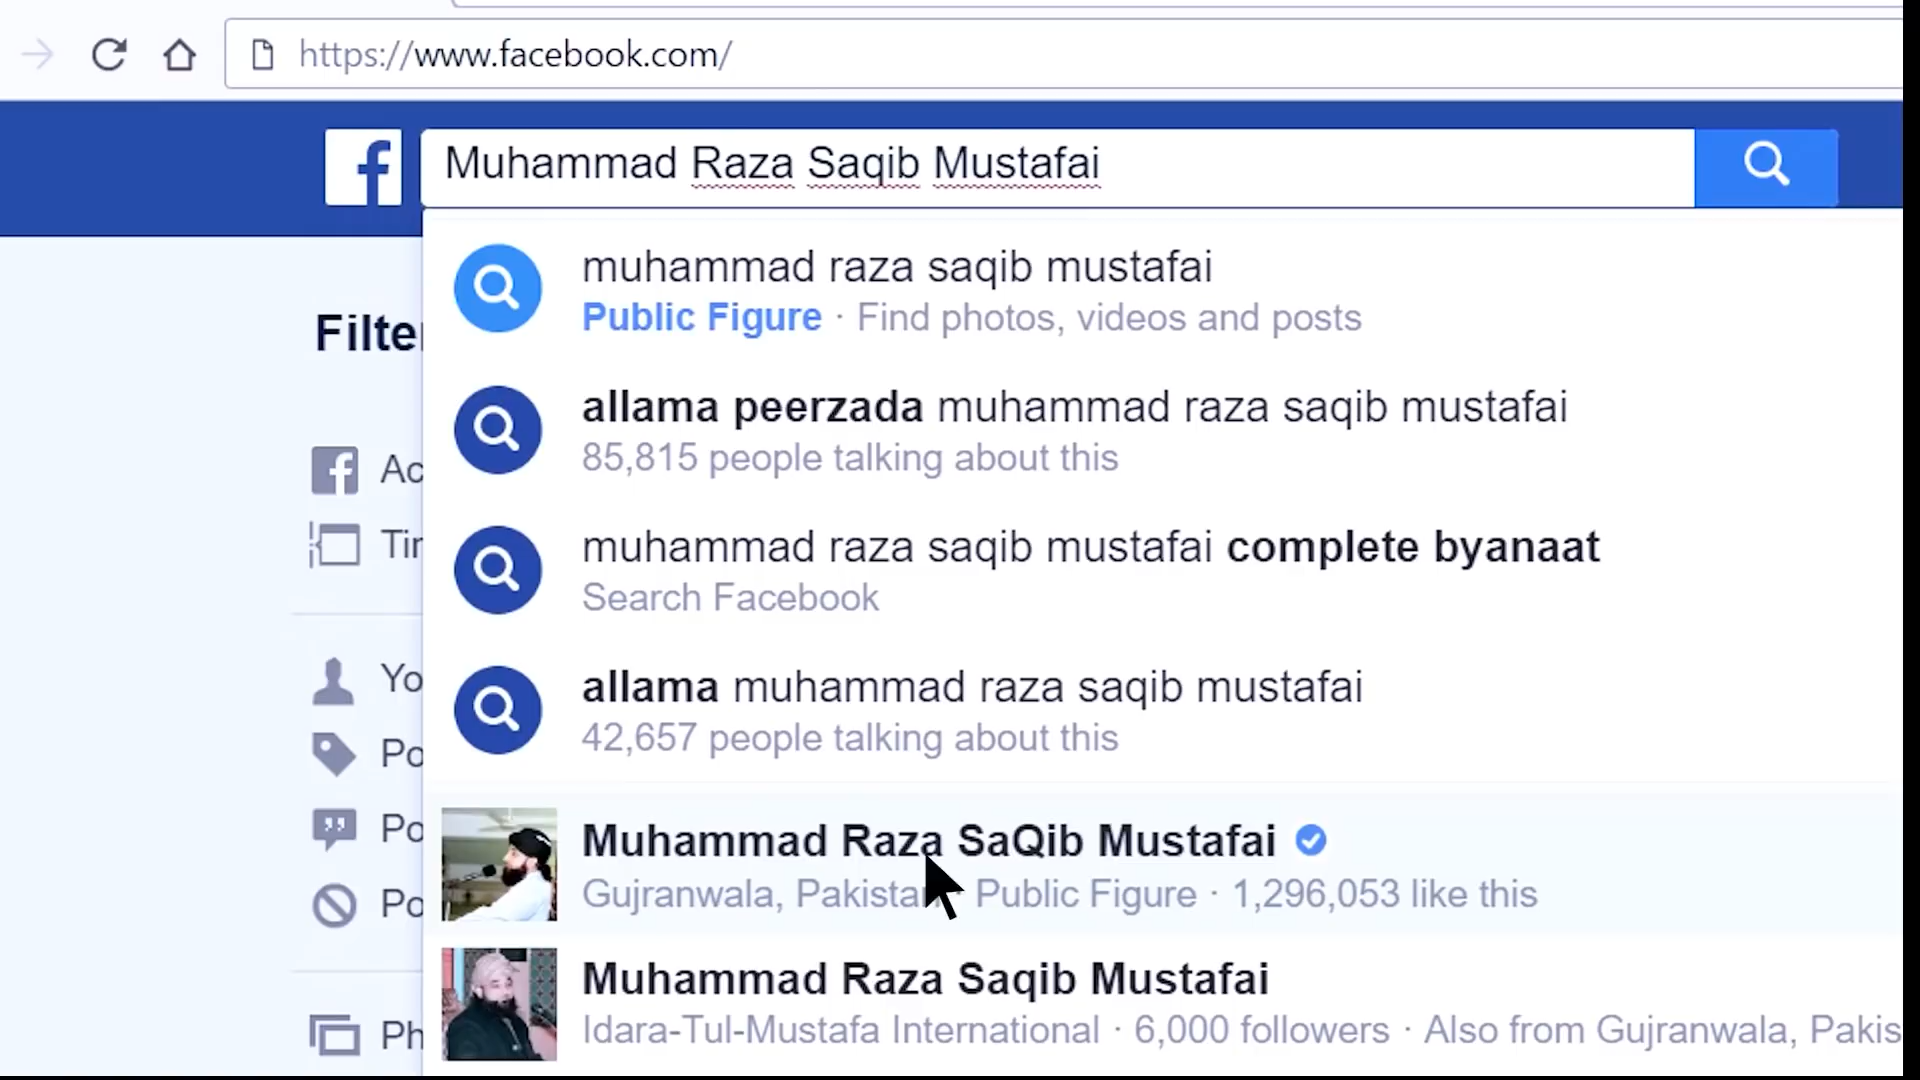 https://www.facebook.com/
f Muhammad Raza Saqib Mustafai
muhammad raza saqib mustafai
Public Figure · Find photos, videos and posts
Filte
allama peerzada muhammad raza saqib mustafai
85,815 people talking about this
Ac
Tir
muhammad raza saqib mustafai complete byanaat
Search Facebook
Yo
allama muhammad raza saqib mustafai
42,657 people talking about this
Po
Po
Muhammad Raza SaQib Mustafai
Gujranwala, Pakistan · Public Figure · 1,296,053 like this
Po
Muhammad Raza Saqib Mustafai
Idara-Tul-Mustafa International · 6,000 followers · Also from Gujranwala, Pakis
Ph